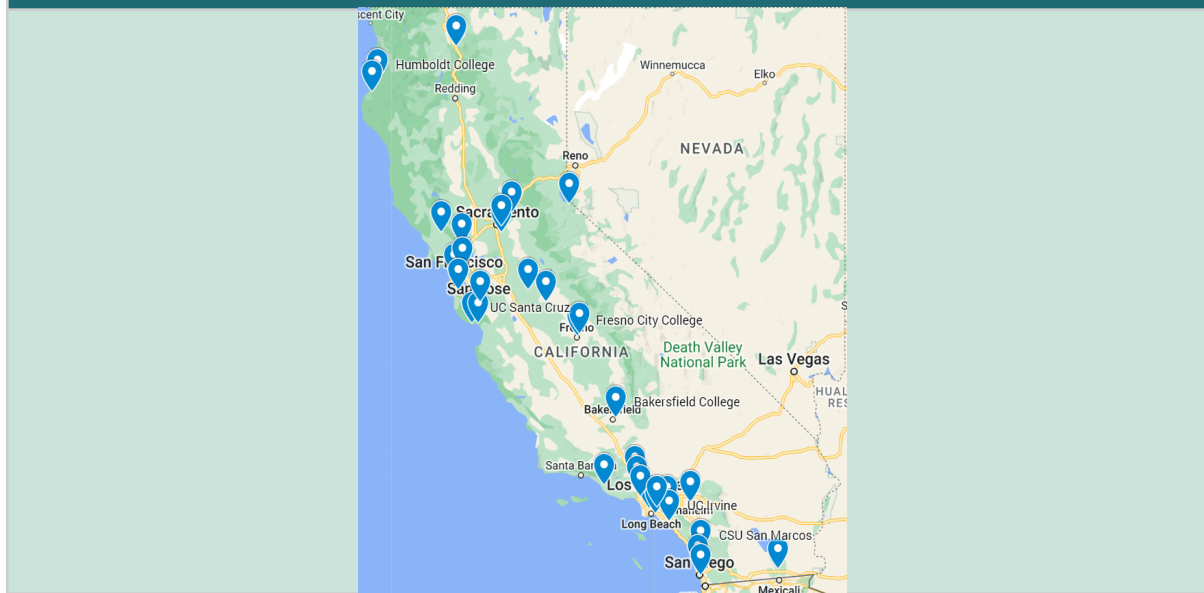 scent City
Humboldt College
Winnemucca
Elko
Redding
Reno
NEVADA
Sacramento
San Francisco
San Jose
UC Santa Cruz
Fresno City College
Fresno
CALIFORNIA
Death Valley
National Park
Las Vegas
HUAL
RES
Bakersfield College
Bakersfield
Santa Barbara
Los
UC Irvine
Long Beach
CSU San Marcos
San Diego
Mexicali